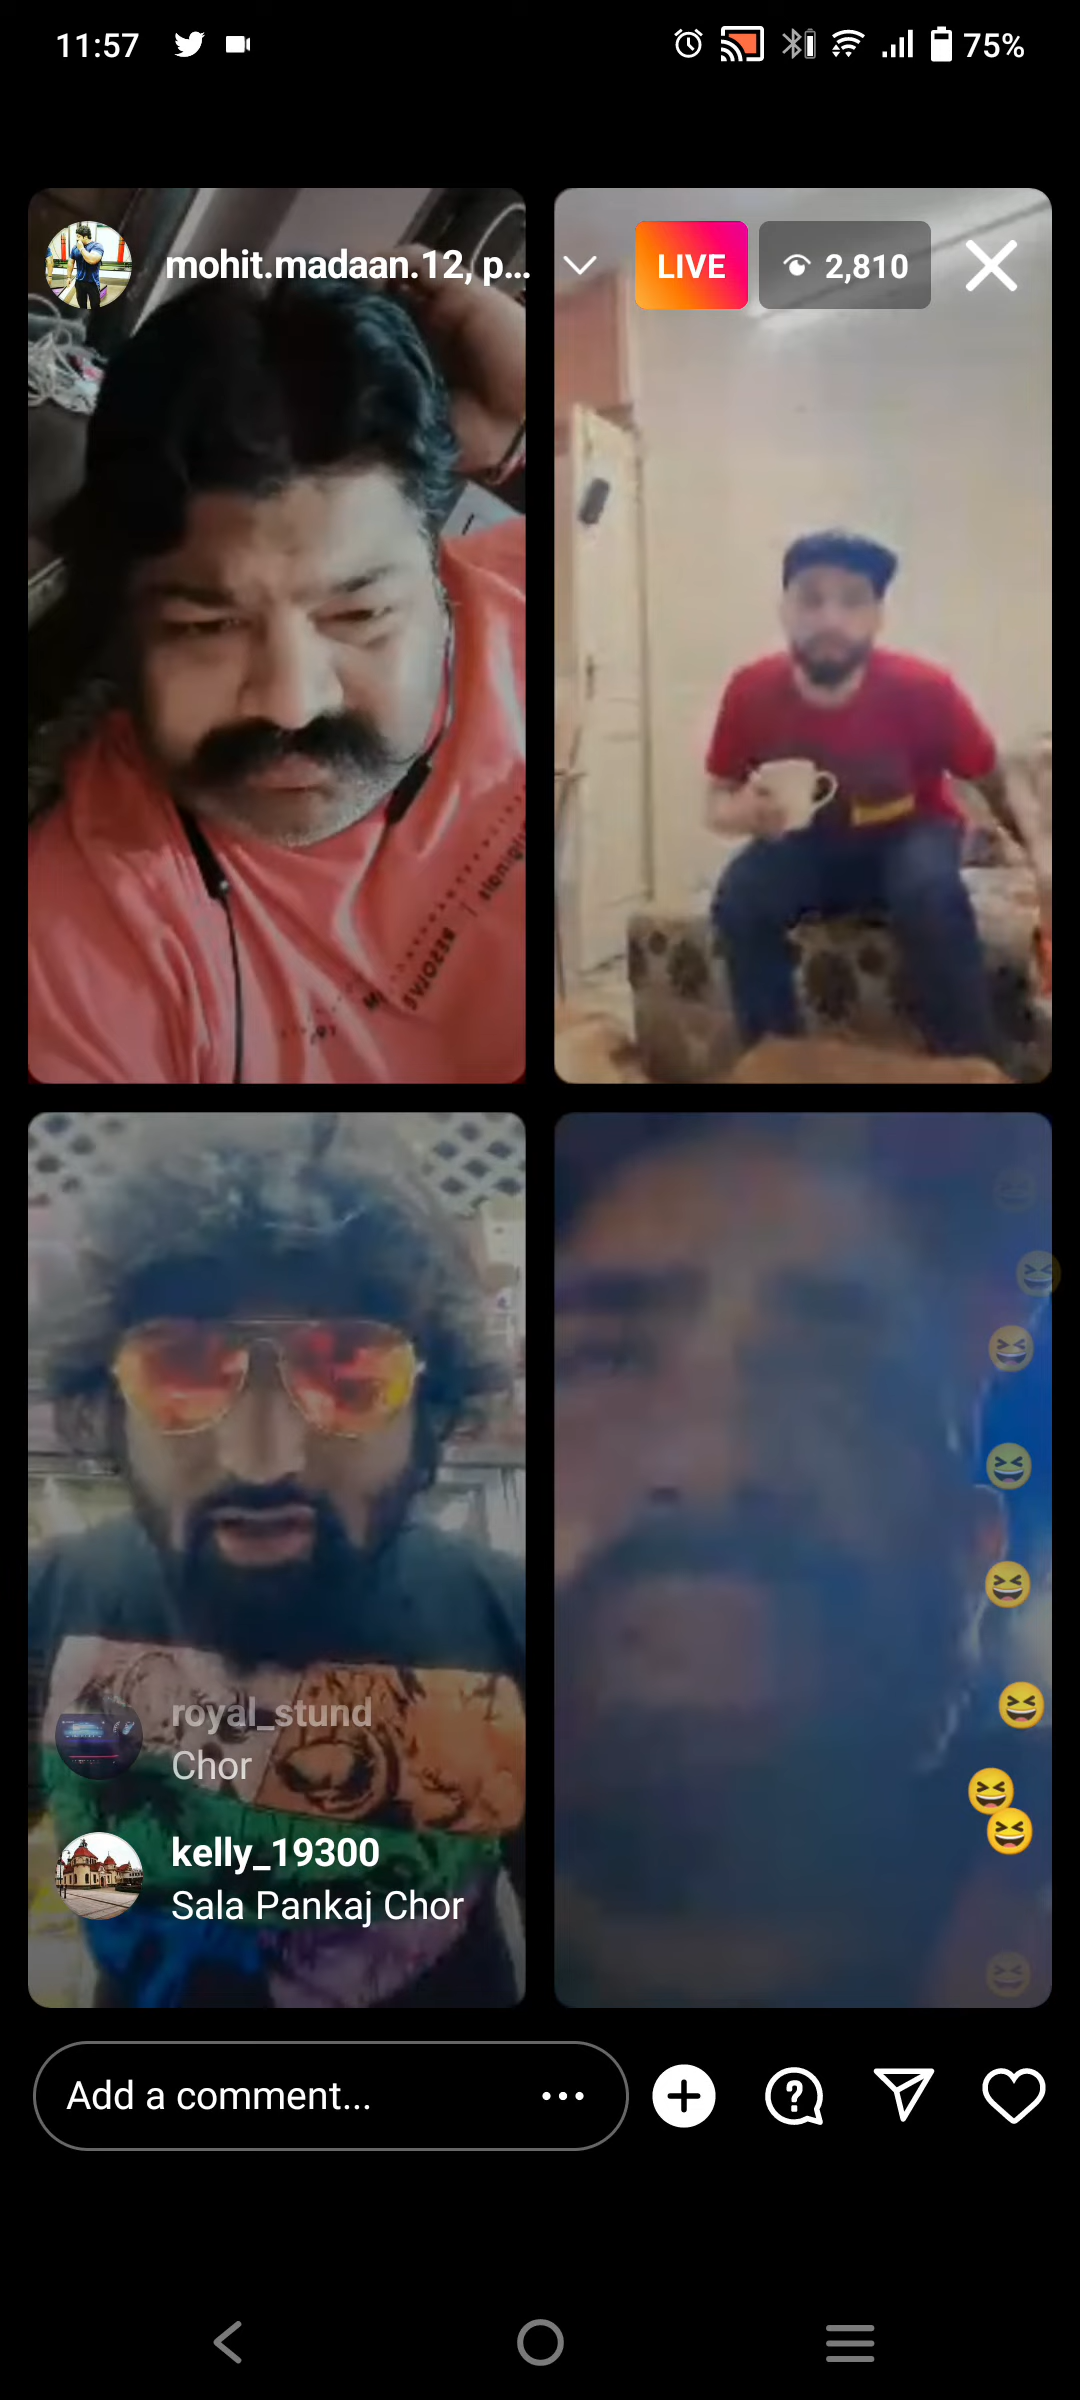 11:57
75%
mohit.madaan.12, p...
LIVE
2,810
royal_stund
Chor
kelly_19300
Sala Pankaj Chor
Add a comment...